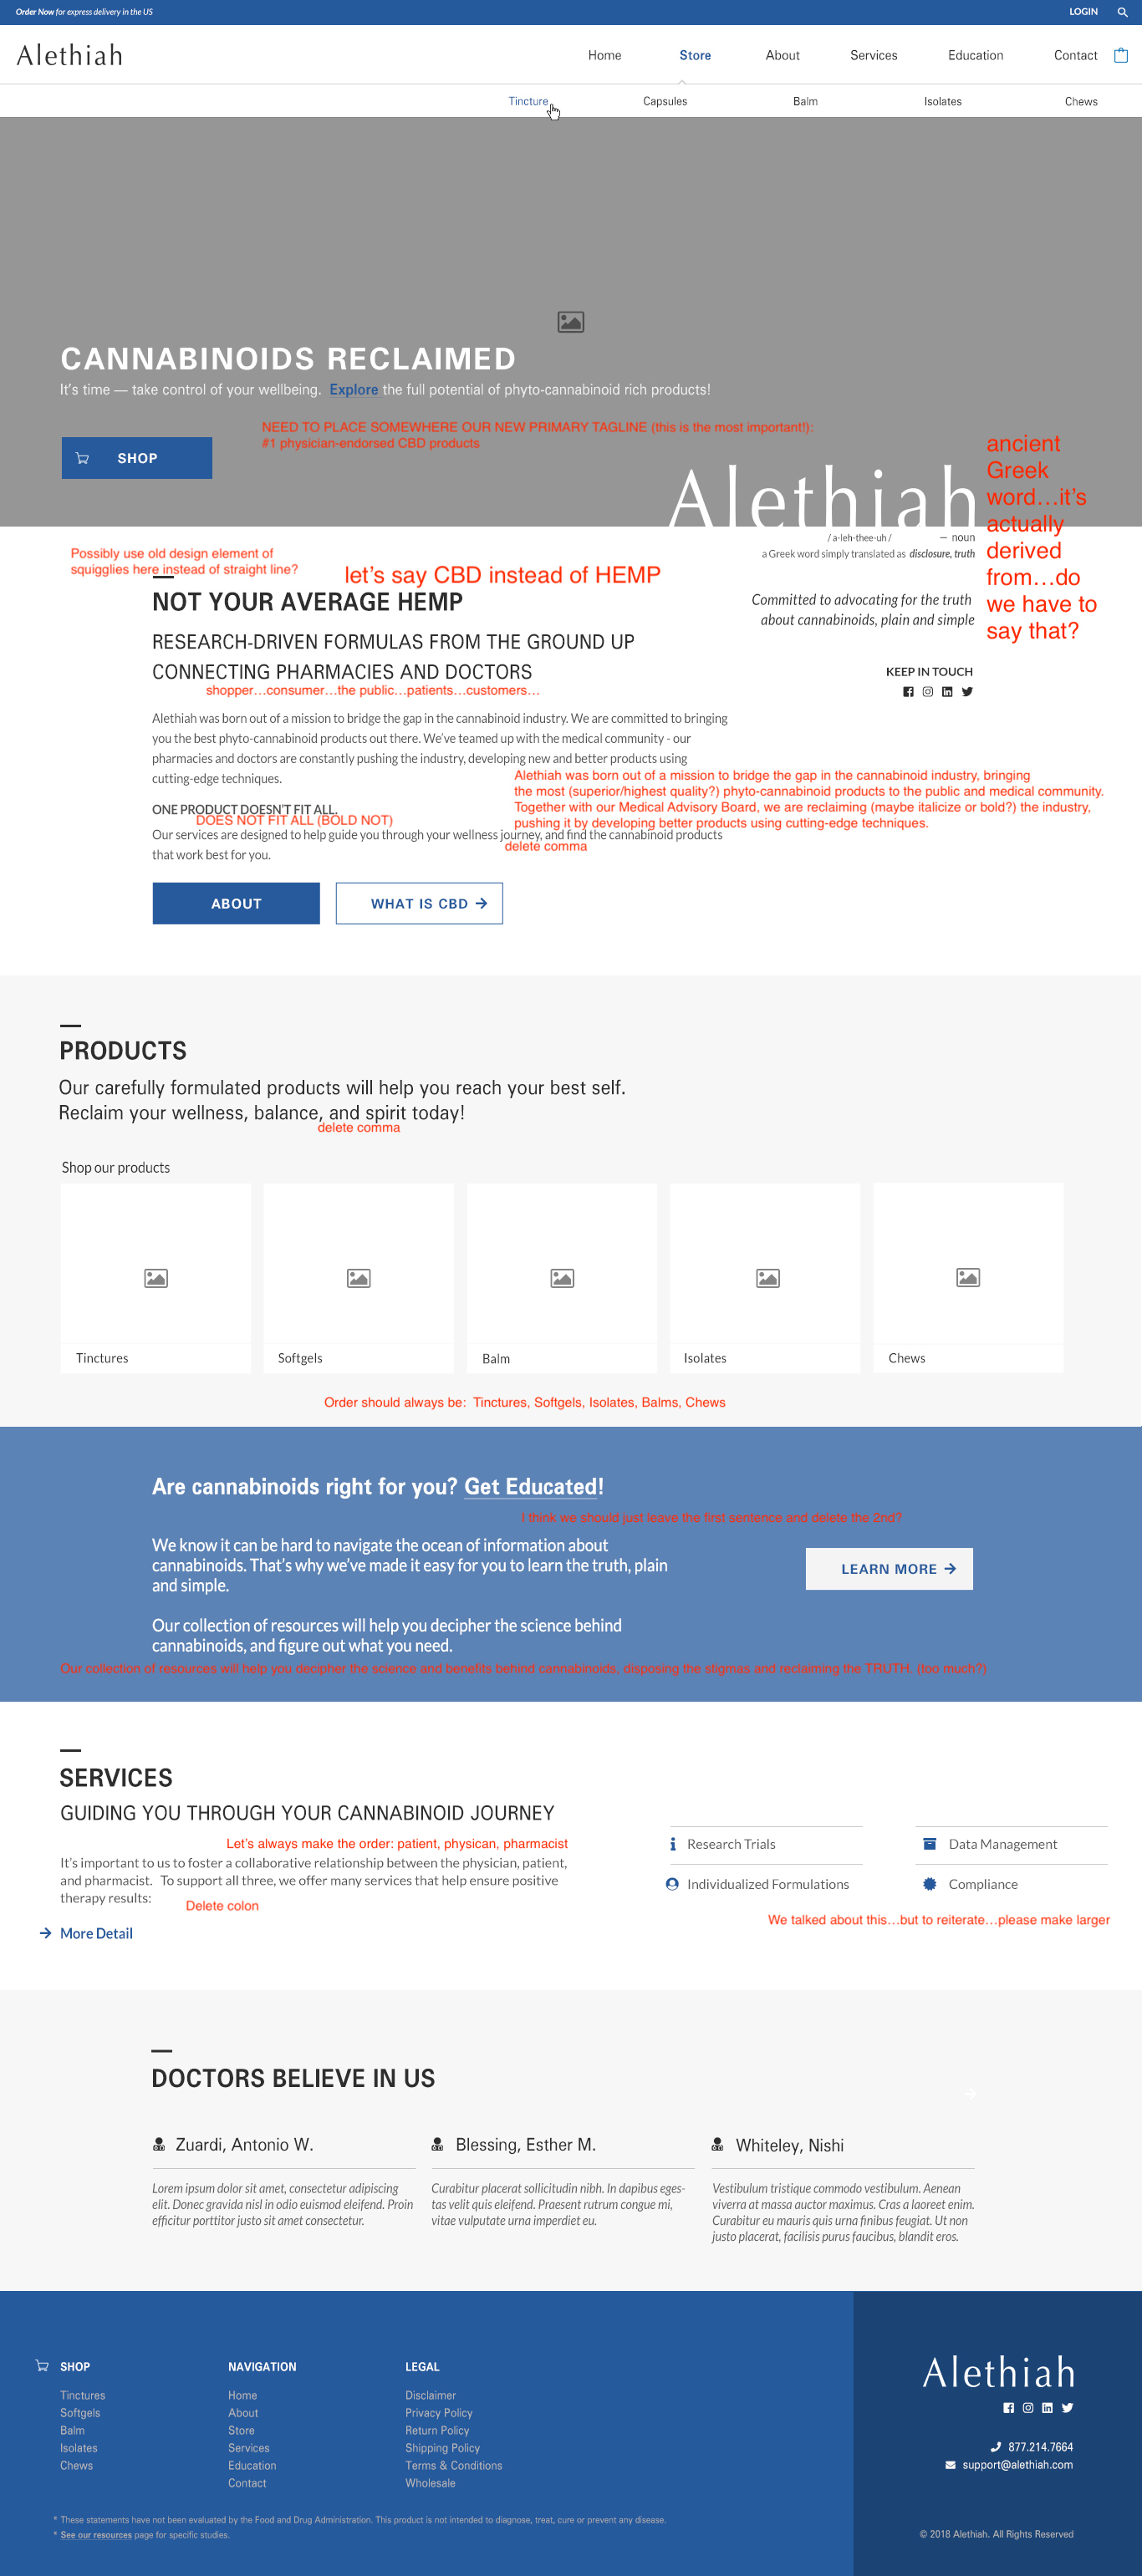 Order Now for express delivery in the US
LOGIN
Alethiah
Home Store About Services Education Contact
Tincture Capsules Balm Isolates Chews
CANNABINOIDS RECLAIMED
It's time — take control of your wellbeing. Explore the full potential of phyto-cannabinoid rich products!
NEED TO PLACE SOMEWHERE OUR NEW PRIMARY TAGLINE (this is the most important!):
#1 physician-endorsed CBD products
SHOP
Alethiah
/ a-leh-thee-uh / — noun
a Greek word simply translated as disclosure, truth
ancient
Greek
word…it's
actually
derived
from…do
we have to
say that?
Committed to advocating for the truth
about cannabinoids, plain and simple
KEEP IN TOUCH
Possibly use old design element of
squigglies here instead of straight line?
let's say CBD instead of HEMP
NOT YOUR AVERAGE HEMP
RESEARCH-DRIVEN FORMULAS FROM THE GROUND UP
CONNECTING PHARMACIES AND DOCTORS
shopper…consumer…the public…patients…customers…
Alethiah was born out of a mission to bridge the gap in the cannabinoid industry. We are committed to bringing
you the best phyto-cannabinoid products out there. We've teamed up with the medical community - our
pharmacies and doctors are constantly pushing the industry, developing new and better products using
cutting-edge techniques.
Alethiah was born out of a mission to bridge the gap in the cannabinoid industry, bringing
the most (superior/highest quality?) phyto-cannabinoid products to the public and medical community.
Together with our Medical Advisory Board, we are reclaiming (maybe italicize or bold?) the industry,
pushing it by developing better products using cutting-edge techniques.
ONE PRODUCT DOESN'T FIT ALL.
DOES NOT FIT ALL (BOLD NOT)
Our services are designed to help guide you through your wellness journey, and find the cannabinoid products
that work best for you.
delete comma
ABOUT
WHAT IS CBD
PRODUCTS
Our carefully formulated products will help you reach your best self.
Reclaim your wellness, balance, and spirit today!
delete comma
Shop our products
Tinctures Softgels Balm Isolates Chews
Order should always be: Tinctures, Softgels, Isolates, Balms, Chews
Are cannabinoids right for you? Get Educated!
I think we should just leave the first sentence and delete the 2nd?
We know it can be hard to navigate the ocean of information about
cannabinoids. That's why we've made it easy for you to learn the truth, plain
and simple.
LEARN MORE
Our collection of resources will help you decipher the science behind
cannabinoids, and figure out what you need.
Our collection of resources will help you decipher the science and benefits behind cannabinoids, disposing the stigmas and reclaiming the TRUTH. (too much?)
SERVICES
GUIDING YOU THROUGH YOUR CANNABINOID JOURNEY
Let's always make the order: patient, physican, pharmacist
It's important to us to foster a collaborative relationship between the physician, patient,
and pharmacist. To support all three, we offer many services that help ensure positive
therapy results:
Delete colon
More Detail
Research Trials
Data Management
Individualized Formulations
Compliance
We talked about this…but to reiterate…please make larger
DOCTORS BELIEVE IN US
Zuardi, Antonio W.
Lorem ipsum dolor sit amet, consectetur adipiscing
elit. Donec gravida nisl in odio euismod eleifend. Proin
efficitur porttitor justo sit amet consectetur.
Blessing, Esther M.
Curabitur placerat sollicitudin nibh. In dapibus eges-
tas velit quis eleifend. Praesent rutrum congue mi,
vitae vulputate urna imperdiet eu.
Whiteley, Nishi
Vestibulum tristique commodo vestibulum. Aenean
viverra at massa auctor maximus. Cras a laoreet enim.
Curabitur eu mauris quis urna finibus feugiat. Ut non
justo placerat, facilisis purus faucibus, blandit eros.
SHOP
Tinctures
Softgels
Balm
Isolates
Chews
NAVIGATION
Home
About
Store
Services
Education
Contact
LEGAL
Disclaimer
Privacy Policy
Return Policy
Shipping Policy
Terms & Conditions
Wholesale
* These statements have not been evaluated by the Food and Drug Administration. This product is not intended to diagnose, treat, cure or prevent any disease.
* See our resources page for specific studies.
Alethiah
877.214.7664
support@alethiah.com
© 2018 Alethiah. All Rights Reserved